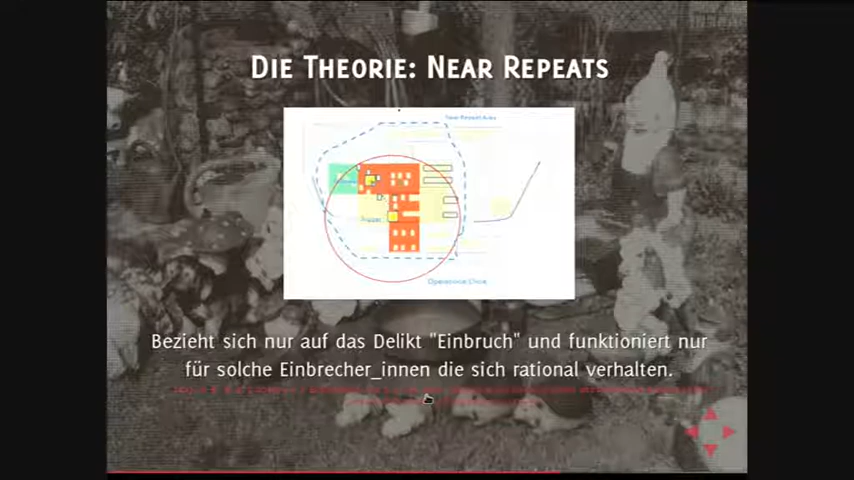 Die Theorie: Near Repeats
Near Repeat Area
Trigger
Operational Circle
Bezieht sich nur auf das Delikt "Einbruch" und funktioniert nur
für solche Einbrecher_innen die sich rational verhalten.